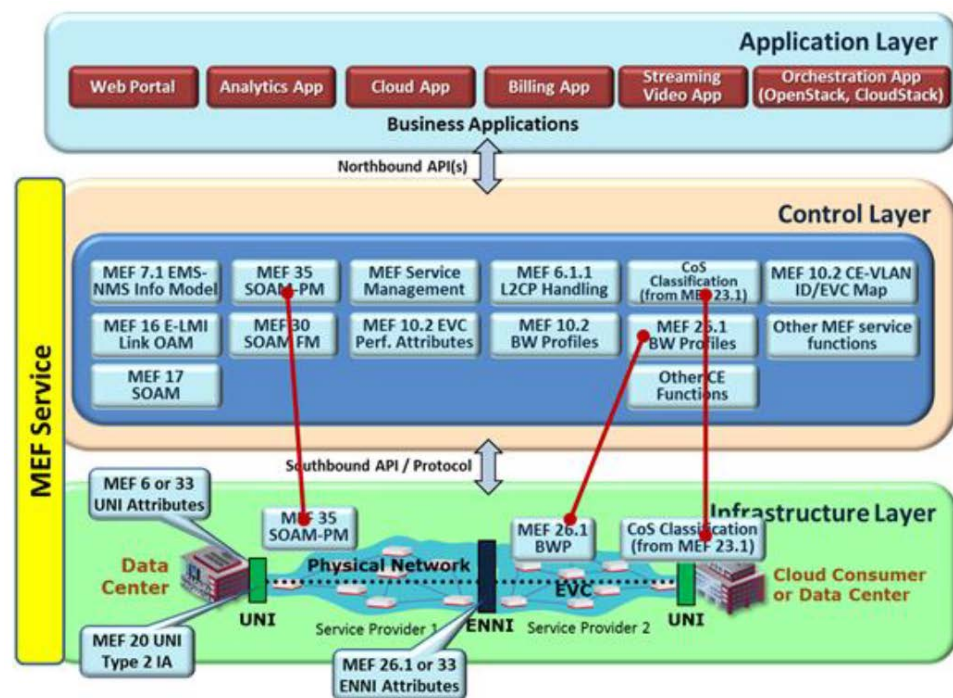 Application Layer
Web Portal
Analytics App
Cloud App
Billing App
Streaming
Video App
Orchestration App
(OpenStack, CloudStack)
Business Applications
Northbound API(s)
MEF Service
Control Layer
MEF 7.1 EMS-
NMS Info Model
MEF 35
SOAM-PM
MEF Service
Management
MEF 6.1.1
L2CP Handling
CoS
Classification
(from MEF 23.1)
MEF 10.2 CE-VLAN
ID/EVC Map
MEF 16 E-LMI
Link OAM
MEF 30
SOAM FM
MEF 10.2 EVC
Perf. Attributes
MEF 10.2
BW Profiles
MEF 26.1
BW Profiles
Other MEF service
functions
MEF 17
SOAM
Other CE
Functions
Southbound API / Protocol
Infrastructure Layer
MEF 6 or 33
UNI Attributes
MEF 35
SOAM-PM
MEF 26.1
BWP
CoS Classification
(from MEF 23.1)
Data
Center
Physical Network
EVC
Cloud Consumer
or Data Center
UNI
Service Provider 1
ENNI
Service Provider 2
UNI
MEF 20 UNI
Type 2 IA
MEF 26.1 or 33
ENNI Attributes